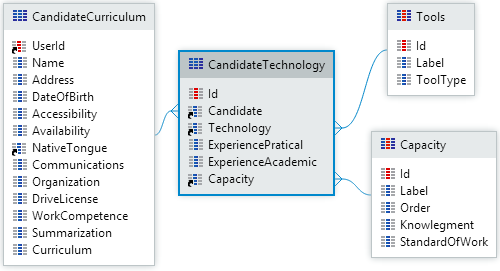 CandidateCurriculum
UserId
Name
Address
DateOfBirth
Accessibility
Availability
NativeTongue
Communications
Organization
DriveLicense
WorkCompetence
Summarization
Curriculum
CandidateTechnology
Id
Candidate
Technology
ExperiencePratical
ExperienceAcademic
Capacity
Tools
Id
Label
ToolType
Capacity
Id
Label
Order
Knowlegment
StandardOfWork